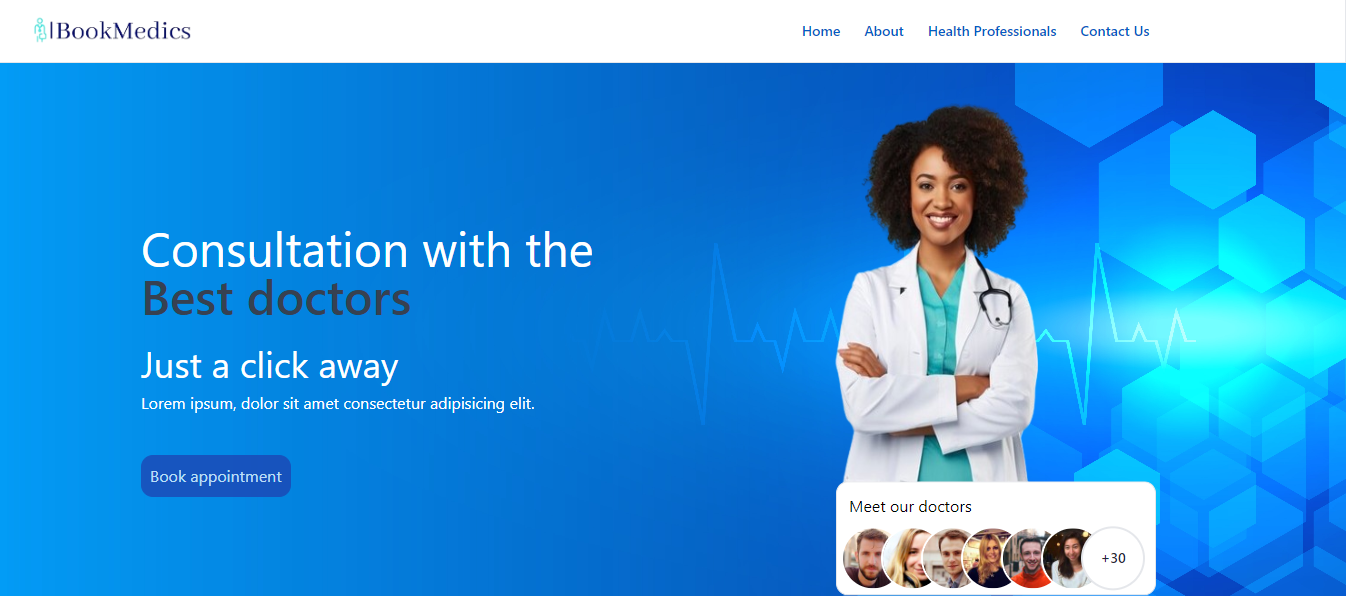 BookMedics
Home About Health Professionals Contact Us
Consultation with the
Best doctors
Just a click away
Lorem ipsum, dolor sit amet consectetur adipisicing elit.
Book appointment
Meet our doctors
+30